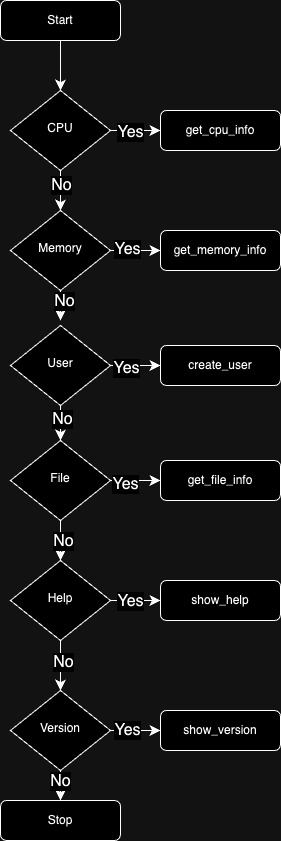 Start
CPU
Yes
get_cpu_info
No
Memory
Yes
get_memory_info
No
User
Yes
create_user
No
File
Yes
get_file_info
No
Help
Yes
show_help
No
Version
Yes
show_version
No
Stop